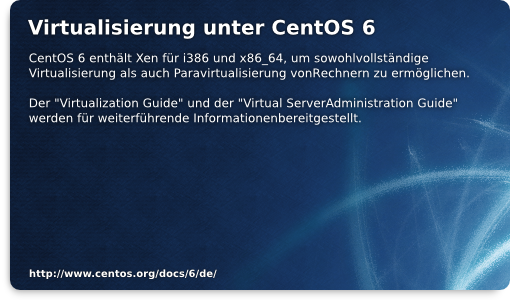 Virtualisierung unter CentOS 6
CentOS 6 enthält Xen für i386 und x86_64, um sowohlvollständige
Virtualisierung als auch Paravirtualisierung vonRechnern zu ermöglichen.
Der "Virtualization Guide" und der "Virtual ServerAdministration Guide"
werden für weiterführende Informationenbereitgestellt.
http://www.centos.org/docs/6/de/